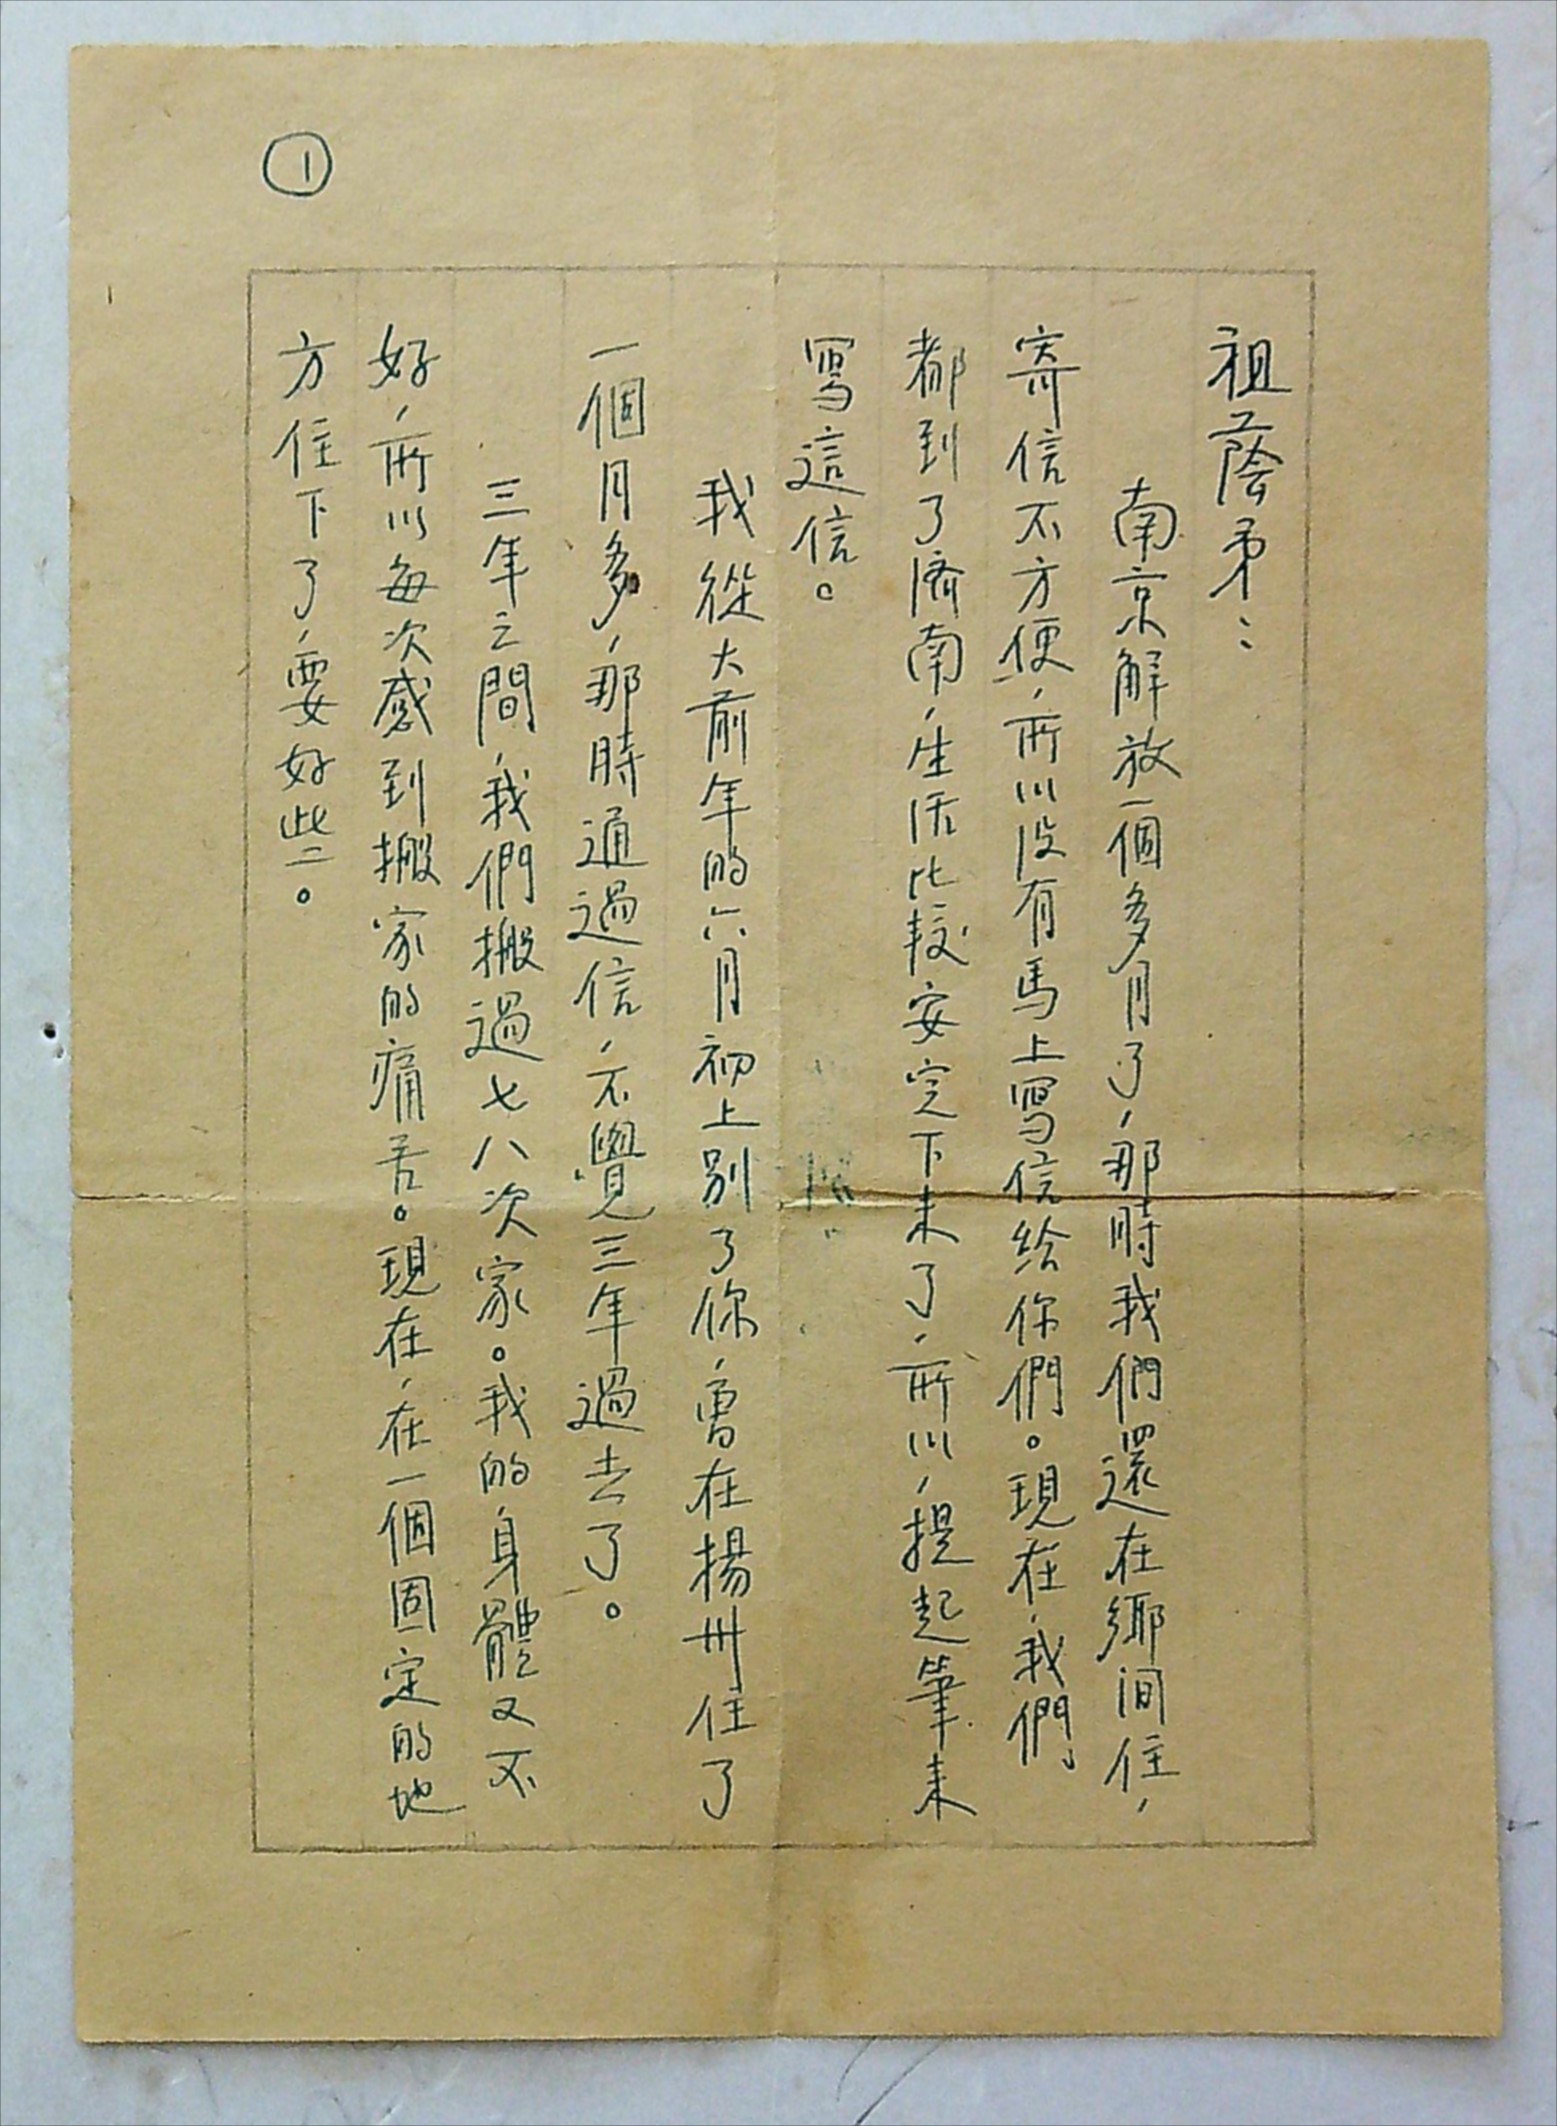 祖蔭弟：
南京解放一個多月了，那時我們還在鄉间住，
寄信不方便，所以没有馬上寫信給你們。現在，我們
都到了濟南，生活比較安定下来了，所以，提起筆来
寫這信。
我從大前年的六月初上別了你，曾在揚州住了
一個月多，那時通過信，不覺三年過去了。
三年之間，我們搬過七八次家。我的身體又不
好，所以每次感到搬家的痛苦。現在，在一個固定的地
方住下了，要好些。
①